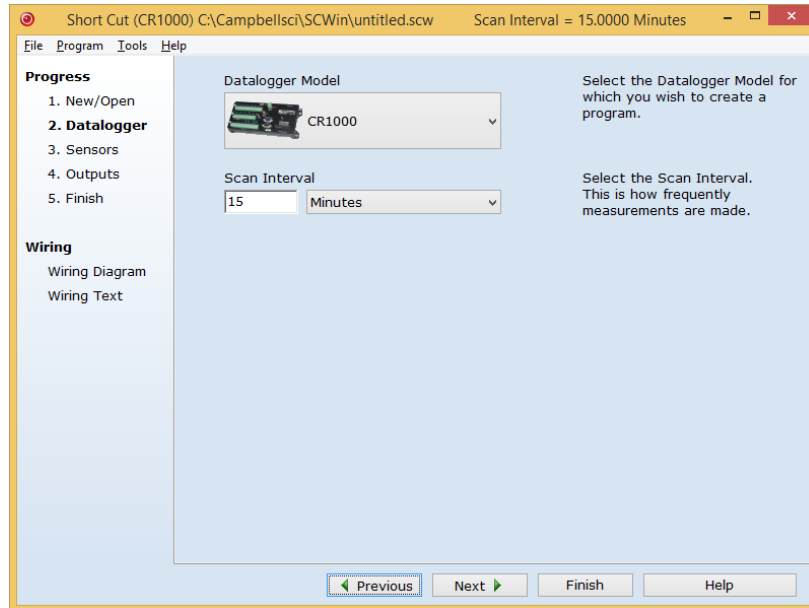 Short Cut (CR1000) C:\Campbellsci\SCWin\untitled.scw Scan Interval = 15.0000 Minutes
File Program Tools Help
Progress
1. New/Open
2. Datalogger
3. Sensors
4. Outputs
5. Finish
Wiring
Wiring Diagram
Wiring Text
Datalogger Model
CR1000
Select the Datalogger Model for
which you wish to create a
program.
Scan Interval
15 Minutes
Select the Scan Interval.
This is how frequently
measurements are made.
Previous Next Finish Help